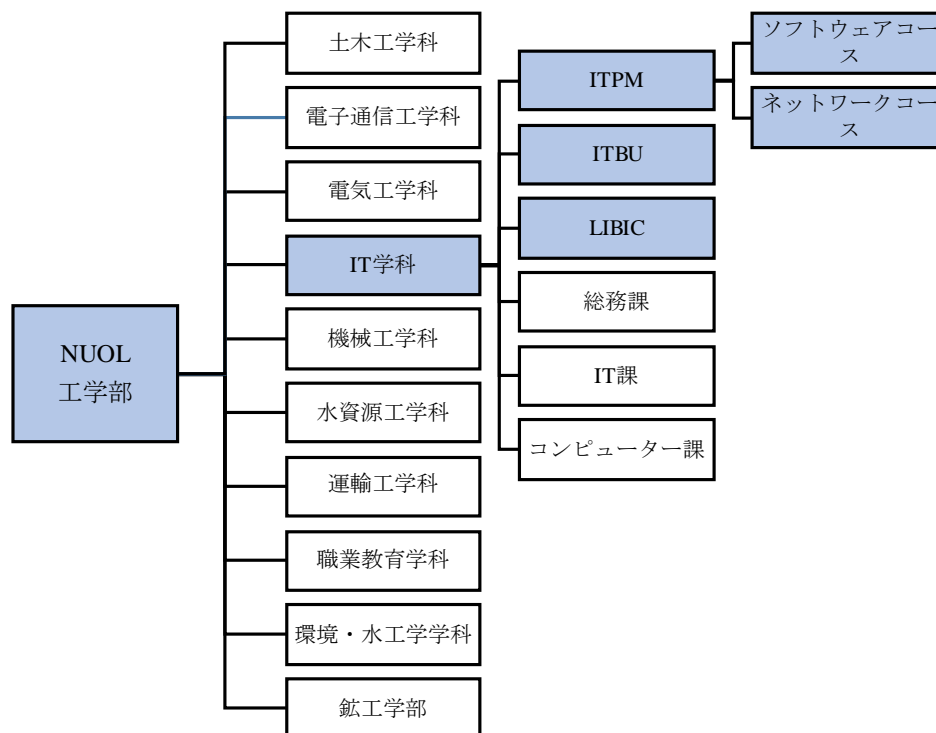 NUOL
工学部
土木工学科
電子通信工学科
電気工学科
IT学科
機械工学科
水資源工学科
運輸工学科
職業教育学科
環境・水工学学科
鉱工学部
ITPM
ITBU
LIBIC
総務課
IT課
コンピューター課
ソフトウェアコー
ス
ネットワークコー
ス